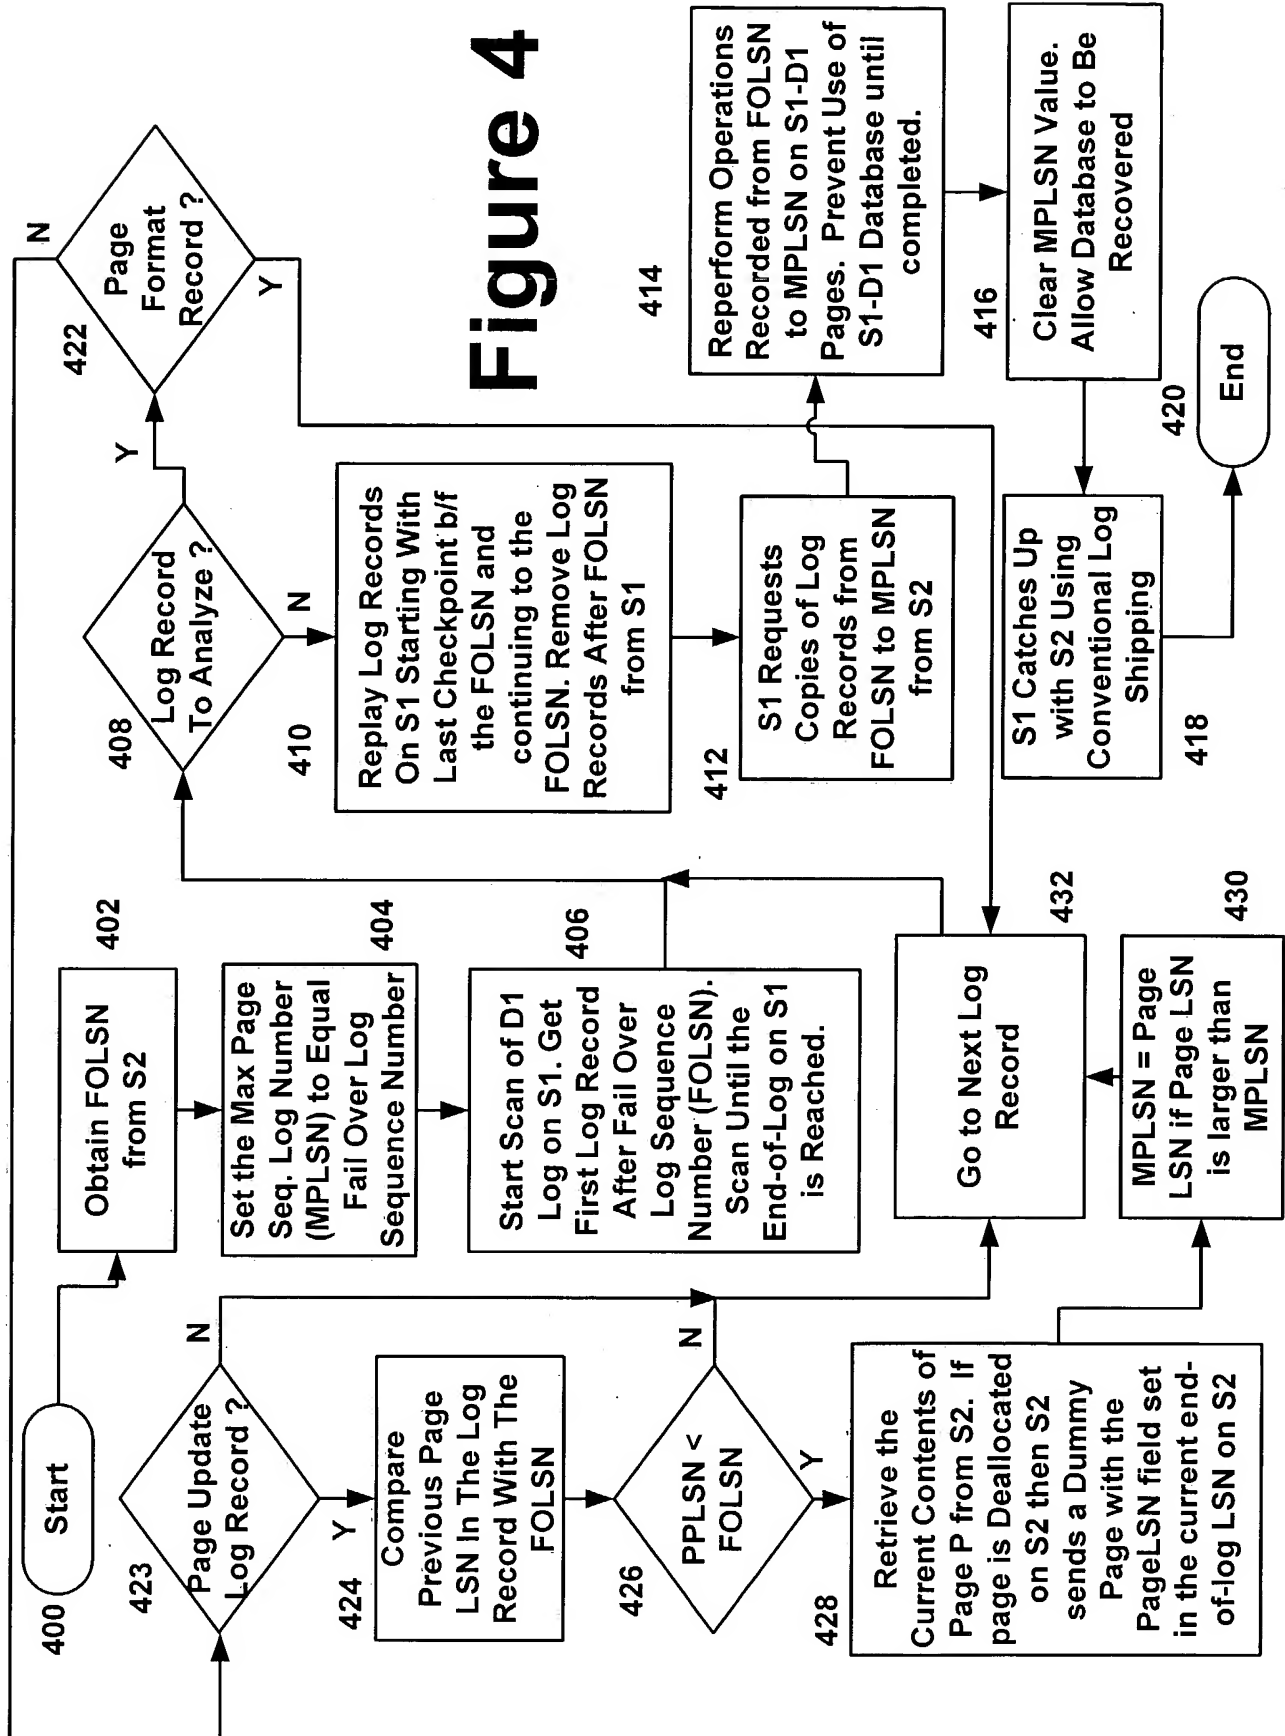 400
Start
402
Obtain FOLSN
from S2
404
Set the Max Page
Seq. Log Number
(MPLSN) to Equal
Fail Over Log
Sequence Number
406
Start Scan of D1
Log on S1. Get
First Log Record
After Fail Over
Log Sequence
Number (FOLSN).
Scan Until the
End-of-Log on S1
is Reached.
408
Log Record
To Analyze ?
Y
N
410
Replay Log Records
On S1 Starting With
Last Checkpoint b/f
the FOLSN and
continuing to the
FOLSN. Remove Log
Records After FOLSN
from S1
412
S1 Requests
Copies of Log
Records from
FOLSN to MPLSN
from S2
414
Reperform Operations
Recorded from FOLSN
to MPLSN on S1-D1
Pages. Prevent Use of
S1-D1 Database until
completed.
416
Clear MPLSN Value.
Allow Database to Be
Recovered
418
S1 Catches Up
with S2 Using
Conventional Log
Shipping
420
End
422
Page
Format
Record ?
N
Y
423
Page Update
Log Record ?
N
Y
424
Compare
Previous Page
LSN In The Log
Record With The
FOLSN
426
PPLSN <
FOLSN
N
Y
428
Retrieve the
Current Contents of
Page P from S2. If
page is Deallocated
on S2 then S2
sends a Dummy
Page with the
PageLSN field set
in the current end-
of-log LSN on S2
430
MPLSN = Page
LSN if Page LSN
is larger than
MPLSN
432
Go to Next Log
Record
Figure 4